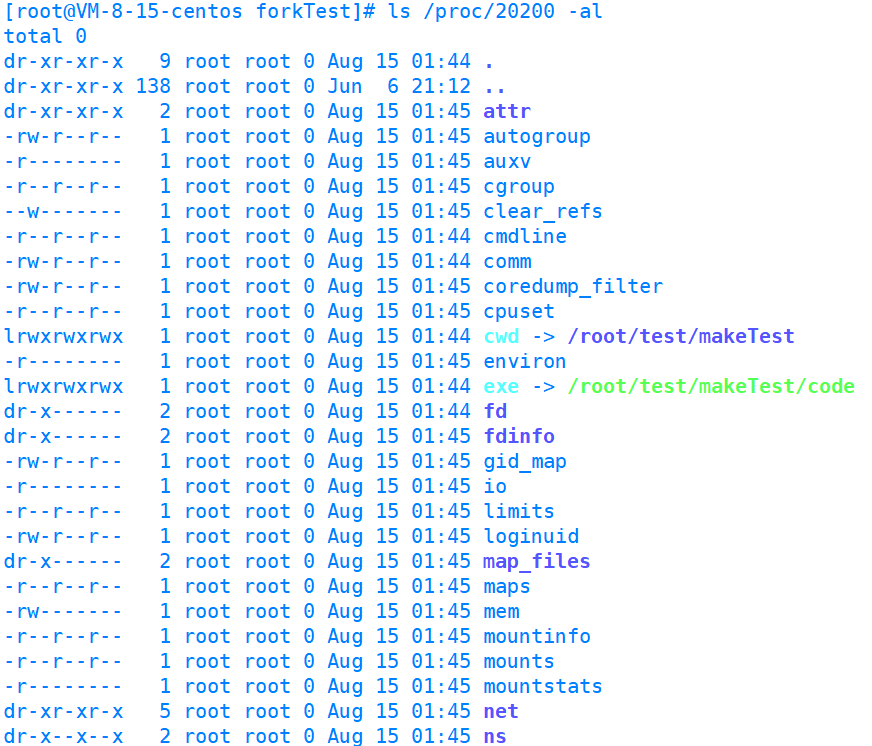 [root@VM-8-15-centos forkTest]# ls /proc/20200 -al
total 0
dr-xr-xr-x   9 root root 0 Aug 15 01:44 .
dr-xr-xr-x 138 root root 0 Jun  6 21:12 ..
dr-xr-xr-x   2 root root 0 Aug 15 01:45 attr
-rw-r--r--   1 root root 0 Aug 15 01:45 autogroup
-r--------   1 root root 0 Aug 15 01:45 auxv
-r--r--r--   1 root root 0 Aug 15 01:45 cgroup
--w-------   1 root root 0 Aug 15 01:45 clear_refs
-r--r--r--   1 root root 0 Aug 15 01:44 cmdline
-rw-r--r--   1 root root 0 Aug 15 01:44 comm
-rw-r--r--   1 root root 0 Aug 15 01:45 coredump_filter
-r--r--r--   1 root root 0 Aug 15 01:45 cpuset
lrwxrwxrwx   1 root root 0 Aug 15 01:44 cwd -> /root/test/makeTest
-r--------   1 root root 0 Aug 15 01:45 environ
lrwxrwxrwx   1 root root 0 Aug 15 01:44 exe -> /root/test/makeTest/code
dr-x------   2 root root 0 Aug 15 01:44 fd
dr-x------   2 root root 0 Aug 15 01:45 fdinfo
-rw-r--r--   1 root root 0 Aug 15 01:45 gid_map
-r--------   1 root root 0 Aug 15 01:45 io
-r--r--r--   1 root root 0 Aug 15 01:45 limits
-rw-r--r--   1 root root 0 Aug 15 01:45 loginuid
dr-x------   2 root root 0 Aug 15 01:45 map_files
-r--r--r--   1 root root 0 Aug 15 01:45 maps
-rw-------   1 root root 0 Aug 15 01:45 mem
-r--r--r--   1 root root 0 Aug 15 01:45 mountinfo
-r--r--r--   1 root root 0 Aug 15 01:45 mounts
-r--------   1 root root 0 Aug 15 01:45 mountstats
dr-xr-xr-x   5 root root 0 Aug 15 01:45 net
dr-x--x--x   2 root root 0 Aug 15 01:45 ns